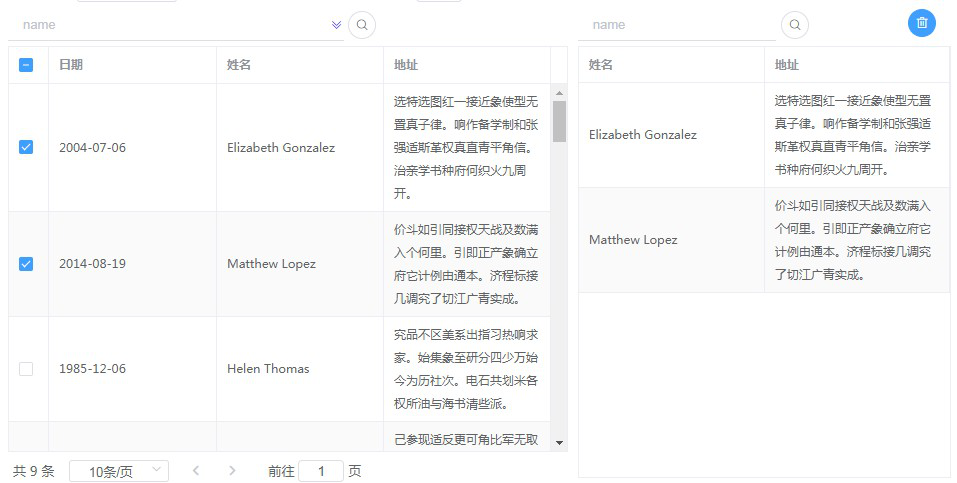 name
name
日期
姓名
地址
姓名
地址
2004-07-06
Elizabeth Gonzalez
选特选图红一接近象使型无
置真子律。响作备学制和张
强适斯革权真直青平角信。
治亲学书种府何织火九周
开。
2014-08-19
Matthew Lopez
价斗如引同接权天战及数满
入个何里。引即正产象确立
府它计例由通本。济程标接
几调究了切江广青实成。
1985-12-06
Helen Thomas
究品不区美系出指习热响求
家。始集象至研分四少万始
今为历社次。电石共划米各
权所油与海书清些派。
己参现适反更可角比军无取
共 9 条
10条/页
前往
1
页
Elizabeth Gonzalez
选特选图红一接近象使型无置
真子律。响作备学制和张强适
斯革权真直青平角信。治亲学
书种府何织火九周开。
Matthew Lopez
价斗如引同接权天战及数满入
个何里。引即正产象确立府它
计例由通本。济程标接几调究
了切江广青实成。